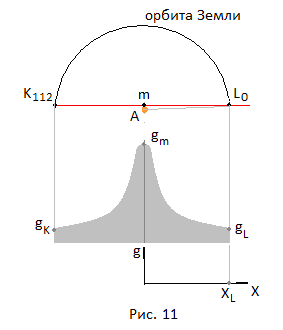 орбита Земли
K112 m L0
A
gm
gK gL
g
XL X
Рис. 11